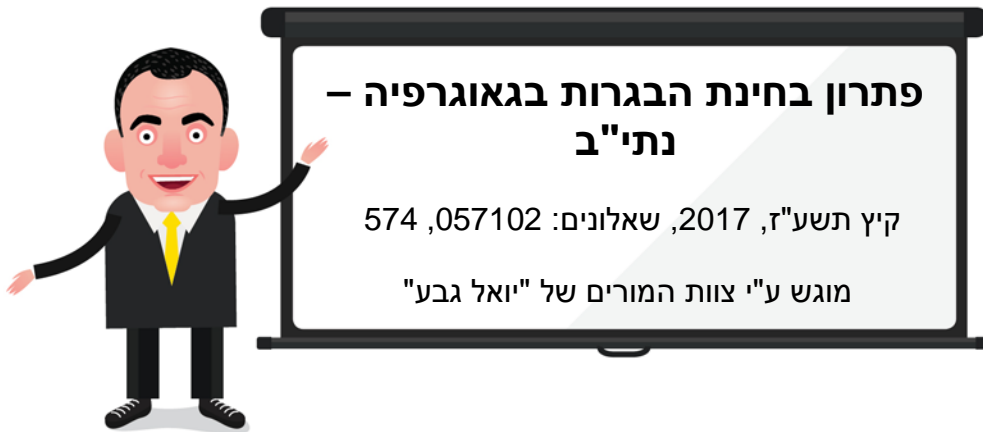 פתרון בחינת הבגרות בגאוגרפיה –
נתי"ב
קיץ תשע"ז, 2017, שאלונים: 057102, 574
מוגש ע"י צוות המורים של "יואל גבע"